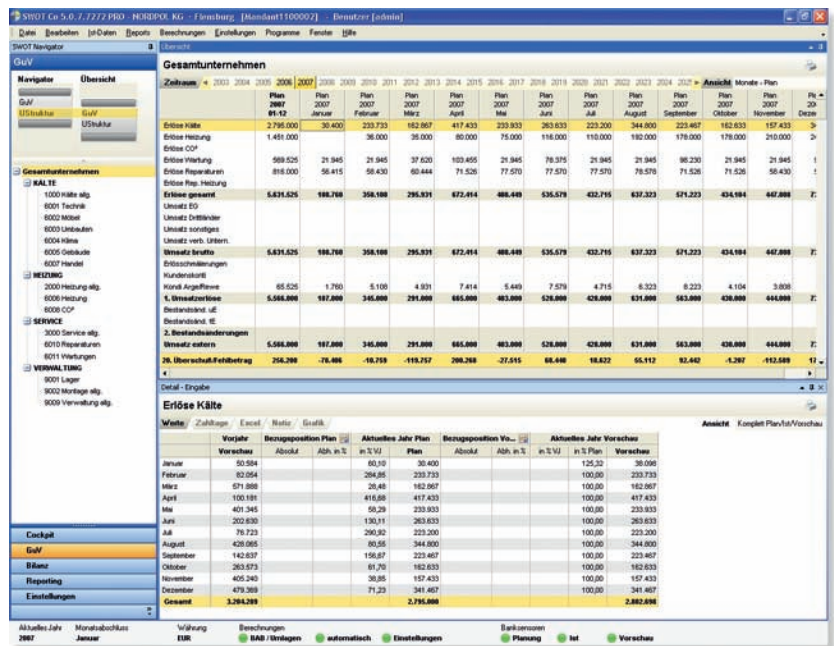 SWOT Co 5.0.7.7272 PRO - NORDPOL KG - Flensburg [Mandant1100002] - Benutzer [admin]
Datei Bearbeiten Ist-Daten Reports Berechnungen Einstellungen Programme Fenster Hilfe
SWOT Navigator
GuV
Navigator Übersicht
GuV GuV
UStruktur UStruktur
Gesamtunternehmen
KÄLTE
1000 Kälte allg.
6001 Technik
6002 Möbel
6003 Umbauten
6004 Klima
6005 Gebäude
6007 Handel
HEIZUNG
2000 Heizung allg.
6006 Heizung
6008 CO²
SERVICE
3000 Service allg.
6010 Reparaturen
6011 Wartungen
VERWALTUNG
9001 Lager
9002 Montage allg.
9009 Verwaltung allg.
Cockpit
GuV
Bilanz
Reporting
Einstellungen
Übersicht
Gesamtunternehmen
Zeitraum 2003 2004 2005 2006 2007 2008 2009 2010 2011 2012 2013 2014 2015 2016 2017 2018 2019 2020 2021 2022 2023 2024 Ansicht Monate - Plan
Plan Plan Plan Plan Plan Plan Plan Plan Plan Plan Plan Plan
2007 2007 2007 2007 2007 2007 2007 2007 2007 2007 2007 2007
01-12 Januar Februar März April Mai Juni Juli August September Oktober November
Erlöse Kälte 2.795.000 30.400 233.733 162.867 417.433 233.933 263.633 223.200 344.800 223.467 162.633 157.433
Erlöse Heizung 1.451.000 36.000 35.000 80.000 75.000 116.000 110.000 192.000 178.000 178.000 210.000
Erlöse CO²
Erlöse Wartung 569.525 21.945 21.945 37.620 103.455 21.945 78.375 21.945 21.945 98.230 21.945 21.945
Erlöse Reparaturen 816.000 56.415 58.430 60.444 71.526 77.570 77.570 77.570 78.578 71.526 71.526 58.430
Erlöse Rep. Heizung
Erlöse gesamt 5.631.525 108.760 350.108 295.931 672.414 408.449 535.579 432.715 637.323 571.223 434.104 447.808
Umsatz EG
Umsatz Drittländer
Umsatz sonstiges
Umsatz verb. Untern.
Umsatz brutto 5.631.525 108.760 350.108 295.931 672.414 408.449 535.579 432.715 637.323 571.223 434.104 447.808
Erlösschmälerungen
Kundenskonti
Kondi Arge/Rewe 65.525 1.760 5.108 4.931 7.414 5.449 7.579 4.715 6.323 8.223 4.104 3.808
1. Umsatzerlöse 5.566.000 107.000 345.000 291.000 665.000 403.000 528.000 428.000 631.000 563.000 430.000 444.000
Bestandsänd. uE
Bestandsänd. fE
2. Bestandsänderungen
Umsatz extern 5.566.000 107.000 345.000 291.000 665.000 403.000 528.000 428.000 631.000 563.000 430.000 444.000
20. Überschuß/Fehlbetrag 256.200 -78.406 -10.759 -119.757 200.268 -27.515 68.440 18.622 55.112 92.442 -1.207 -112.509
Detail - Eingabe
Erlöse Kälte
Werte Zahltage Excel Notiz Grafik Ansicht Komplett Plan/Ist/Vorschau
Vorjahr Bezugsposition Plan Aktuelles Jahr Plan Bezugsposition Vo... Aktuelles Jahr Vorschau
Vorschau Absolut Abh. in % in % VJ Plan Absolut Abh. in % in % VJ in % Plan Vorschau
Januar 50.584 60,10 30.400 125,32 38.098
Februar 82.054 284,85 233.733 100,00 233.733
März 571.888 28,48 162.867 100,00 162.867
April 100.191 416,68 417.433 100,00 417.433
Mai 401.345 58,29 233.933 100,00 233.933
Juni 202.630 130,11 263.633 100,00 263.633
Juli 76.723 290,92 223.200 100,00 223.200
August 428.065 80,55 344.800 100,00 344.800
September 142.637 156,67 223.467 100,00 223.467
Oktober 263.573 61,70 162.633 100,00 162.633
November 405.240 38,85 157.433 100,00 157.433
Dezember 479.369 71,23 341.467 100,00 341.467
Gesamt 3.204.289 2.795.000 2.802.698
Aktuelles Jahr Monatsabschluss Währung Berechnungen Banksensoren
2007 Januar EUR BAB / Umlagen automatisch Einstellungen Planung Ist Vorschau